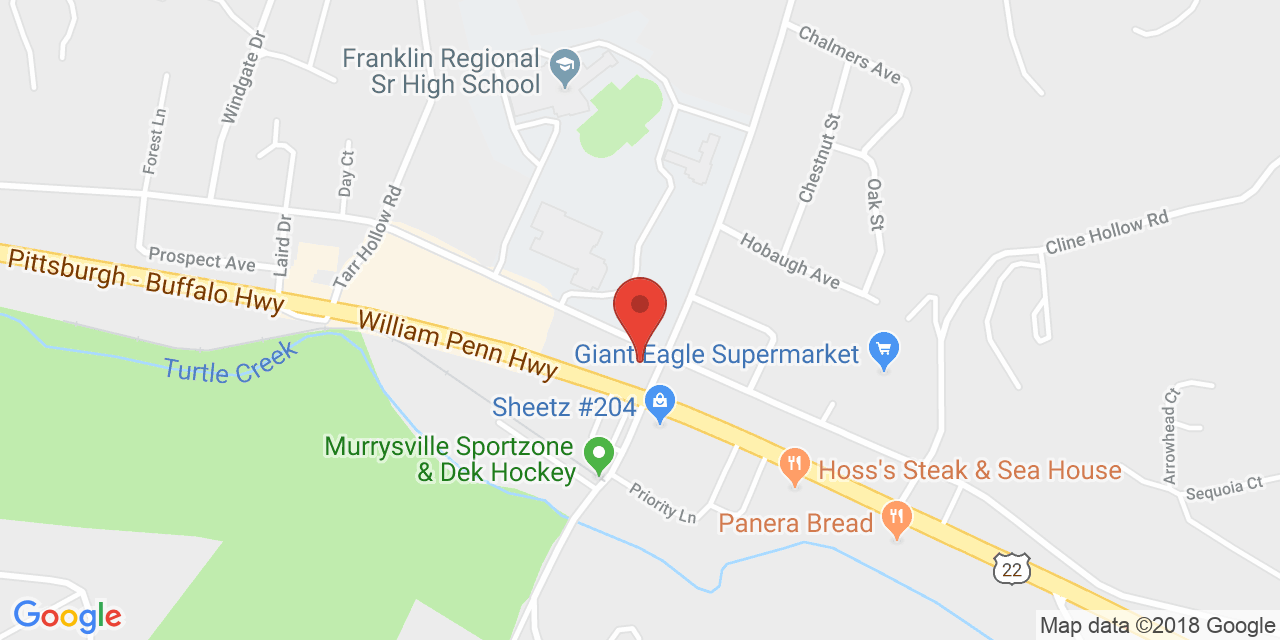 Chalmers Ave
Windgate Dr
Franklin Regional
Sr High School
Forest Ln
Day Ct
Chestnut St
Oak St
Tarr Hollow Rd
Laird Dr
Prospect Ave
Hobaugh Ave
Cline Hollow Rd
Pittsburgh - Buffalo Hwy
William Penn Hwy
Turtle Creek
Giant Eagle Supermarket
Sheetz #204
Murrysville Sportzone
& Dek Hockey
Arrowhead Ct
Hoss's Steak & Sea House
Sequoia Ct
Priority Ln
Panera Bread
22
Google
Map data ©2018 Google